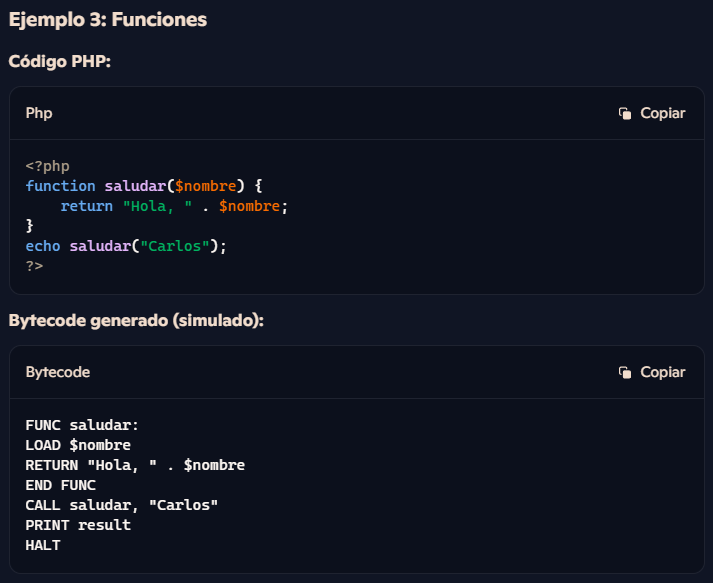 Ejemplo 3: Funciones
Código PHP:
Php
Copiar
<?php
function saludar($nombre) {
    return "Hola, " . $nombre;
}
echo saludar("Carlos");
?>
Bytecode generado (simulado):
Bytecode
Copiar
FUNC saludar:
LOAD $nombre
RETURN "Hola, " . $nombre
END FUNC
CALL saludar, "Carlos"
PRINT result
HALT